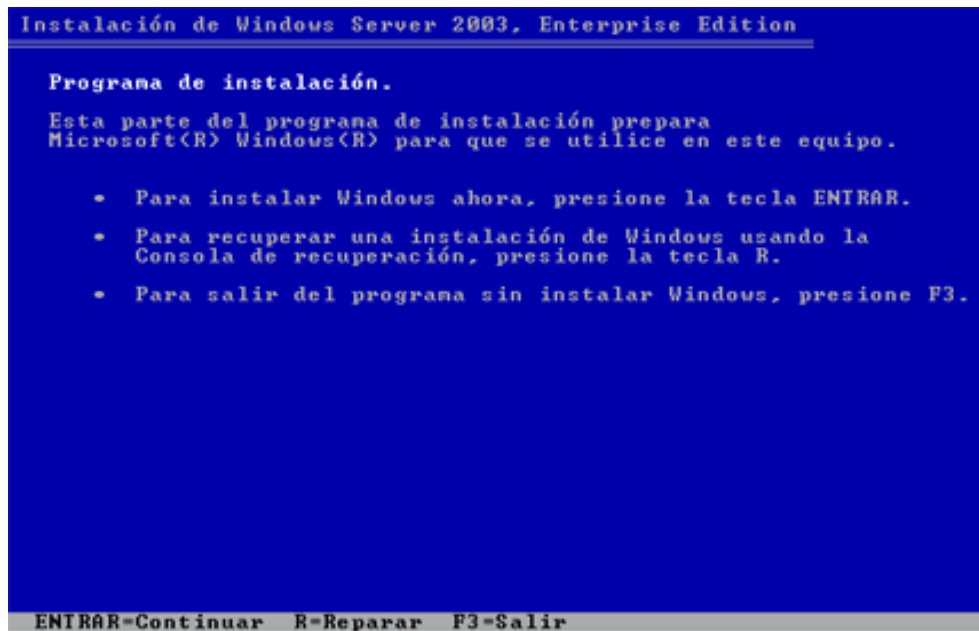 Instalación de Windows Server 2003, Enterprise Edition
Programa de instalación.
Esta parte del programa de instalación prepara
Microsoft(R) Windows(R) para que se utilice en este equipo.
• Para instalar Windows ahora, presione la tecla ENTRAR.
• Para recuperar una instalación de Windows usando la
Consola de recuperación, presione la tecla R.
• Para salir del programa sin instalar Windows, presione F3.
ENTRAR=Continuar R=Reparar F3=Salir